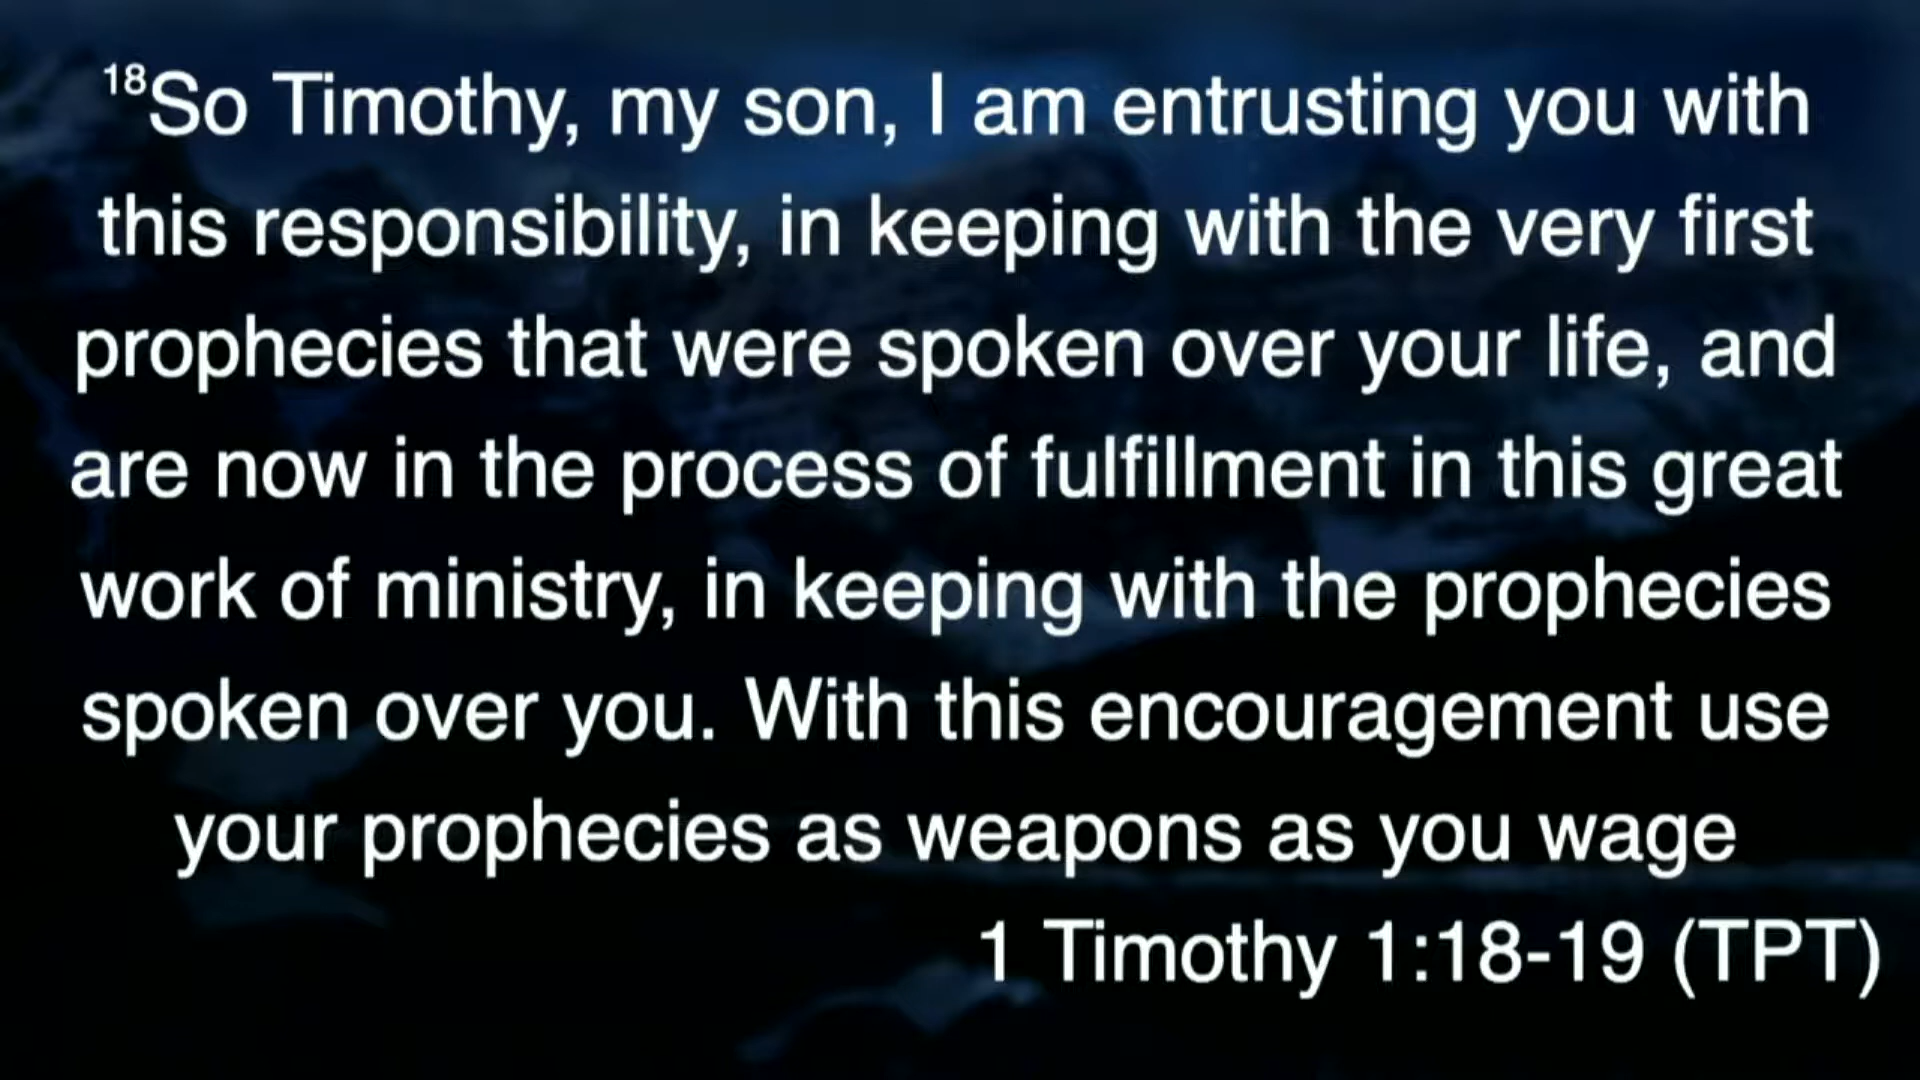 18So Timothy, my son, I am entrusting you with
this responsibility, in keeping with the very first
prophecies that were spoken over your life, and
are now in the process of fulfillment in this great
work of ministry, in keeping with the prophecies
spoken over you. With this encouragement use
your prophecies as weapons as you wage
1 Timothy 1:18-19 (TPT)